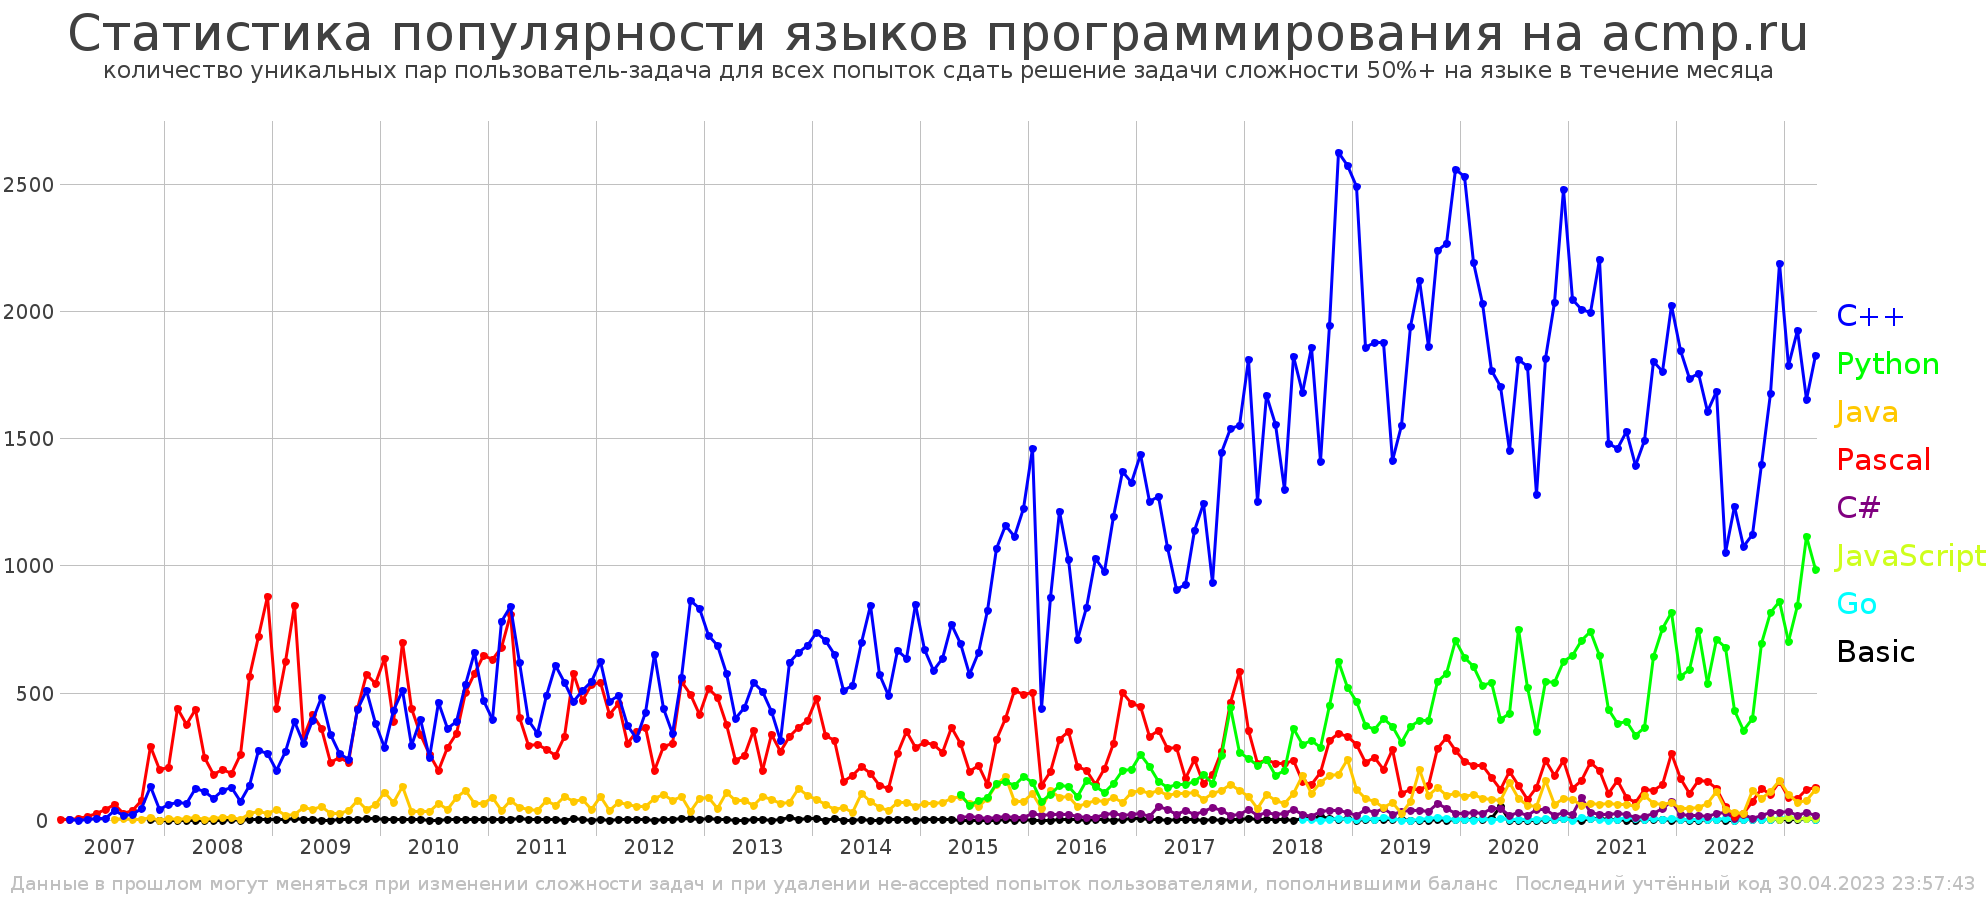 Статистика популярности языков программирования на acmp.ru
количество уникальных пар пользователь-задача для всех попыток сдать решение задачи сложности 50%+ на языке в течение месяца
2500
2000
1500
1000
500
0
C++
Python
Java
Pascal
C#
JavaScript
Go
Basic
2007 2008 2009 2010 2011 2012 2013 2014 2015 2016 2017 2018 2019 2020 2021 2022
Данные в прошлом могут меняться при изменении сложности задач и при удалении не-accepted попыток пользователями, пополнившими баланс Последний учтённый код 30.04.2023 23:57:43